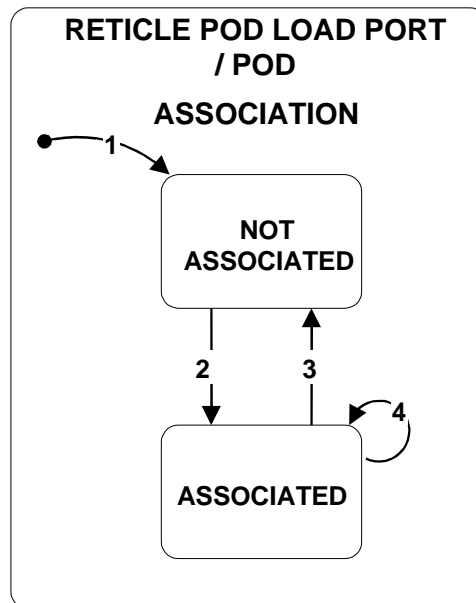 RETICLE POD LOAD PORT
/ POD
ASSOCIATION
1
NOT
ASSOCIATED
2
3
4
ASSOCIATED